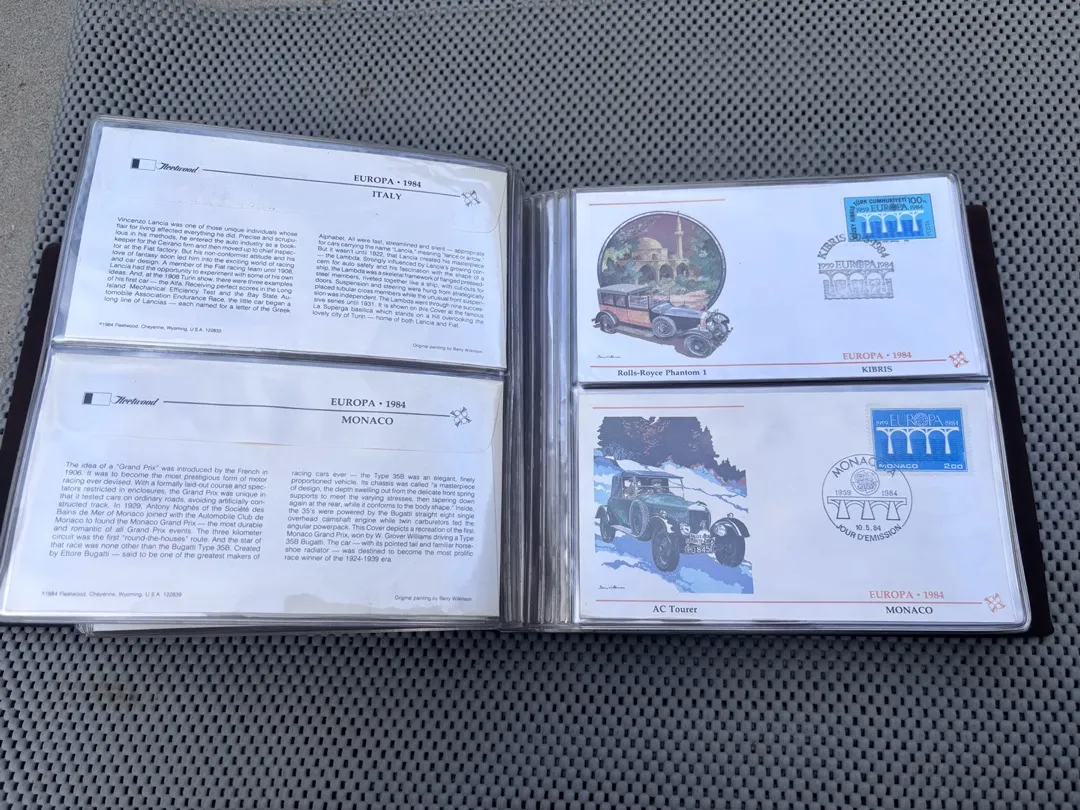 Fleetwood
EUROPA • 1984
ITALY
Vincenzo Lancia was one of those unique individuals whose
flair for living affected everything he did. Precise and scrupu-
lous in his methods, he entered the auto industry as a book-
keeper for the Ceirano firm and then moved up to chief inspec-
tor at the Fiat factory. But his non-conformist attitude and his
love of fantasy soon led him into the exciting world of racing
and car design. A member of the Fiat racing team until 1908,
Lancia had the opportunity to experiment with some of his own
ideas. And, at the 1908 Turin show, there were three examples
of his first car — the Alfa. Receiving perfect scores in the Long
Island Mechanical Efficiency Test and the Bay State Au-
tomobile Association Endurance Race, the little car began a
long line of Lancias — each named for a letter of the Greek
Alphabet. All were fast, streamlined and silent — appropriate
for cars carrying the name "Lancia," meaning "lance or arrow."
But it wasn't until 1922, that Lancia created his masterpiece
— the Lambda. Strongly influenced by Lancia's growing con-
cern for auto safety and his fascination with the shape of a
ship, the Lambda was a skeletal framework of flanged pressed-
steel members, riveted together like a ship, with cut-outs for
doors. Suspension and steering were hung from strategically
placed tubular cross members while the unusual front suspen-
sion was independent. The Lambda went through nine succes-
sive series until 1931. It is shown on this Cover at the famous
La Superga basilica which stands on a Hill overlooking the
lovely city of Turin — home of both Lancia and Fiat.
©1984 Fleetwood, Cheyenne, Wyoming, U.S.A. 122833
Original painting by Barry Wilkinson
Fleetwood
EUROPA • 1984
MONACO
The idea of a "Grand Prix" was introduced by the French in
1906. It was to become the most prestigious form of motor
racing ever devised. With a formally laid-out course and spec-
tators restricted in enclosures, the Grand Prix was unique in
that it tested cars on ordinary roads, avoiding artificially con-
structed track. In 1929, Antony Noghès of the Société des
Bains de Mer of Monaco joined with the Automobile Club de
Monaco to found the Monaco Grand Prix — the most durable
and romantic of all Grand Prix events. The three kilometer
circuit was the first "round-the-houses" route. And the star of
that race was none other than the Bugatti Type 35B. Created
by Ettore Bugatti — said to be one of the greatest makers of
racing cars ever — the Type 35B was an elegant, finely
proportioned vehicle. Its chassis was called "a masterpiece
of design, the depth swelling out from the delicate front spring
supports to meet the varying stresses, then tapering down
again at the rear, while it conforms to the body shape." Inside,
the 35's were powered by the Bugatti straight eight single
overhead camshaft engine while twin carburetors fed the
angular powerpack. This Cover depicts a recreation of the first
Monaco Grand Prix, won by W. Grover Williams driving a Type
35B Bugatti. The car — with its pointed tail and familiar horse-
shoe radiator — was destined to become the most prolific
race winner of the 1924-1939 era.
©1984 Fleetwood, Cheyenne, Wyoming, U.S.A. 122839
Original painting by Barry Wilkinson
TÜRK CUMHURİYETİ 100
1959 EUROPA 1984
KIBRIS
1959 EUROPA 1984
Rolls-Royce Phantom 1
EUROPA • 1984
KIBRIS
1959 EUROPA 1984
MONACO 2.00
MONACO
1959 1984
10.5.84
JOUR D'EMISSION
AC Tourer
EUROPA • 1984
MONACO